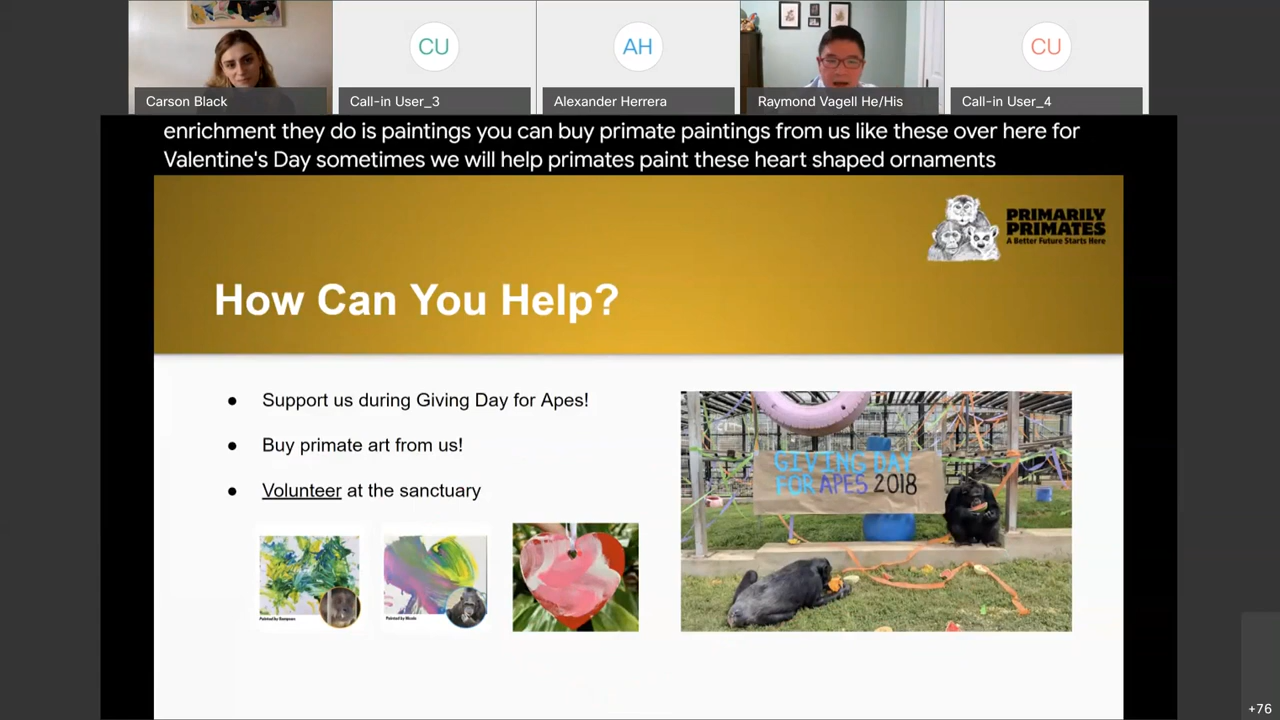 CU
AH
CU
Carson Black
Call-in User_3
Alexander Herrera
Raymond Vagell He/His
Call-in User_4
enrichment they do is paintings you can buy primate paintings from us like these over here for
Valentine's Day sometimes we will help primates paint these heart shaped ornaments
PRIMARILY
PRIMATES
A Better Future Starts Here
How Can You Help?
● Support us during Giving Day for Apes!
● Buy primate art from us!
● Volunteer at the sanctuary
GIVING DAY
FOR APES 2018
Painted by
Painted by
+76